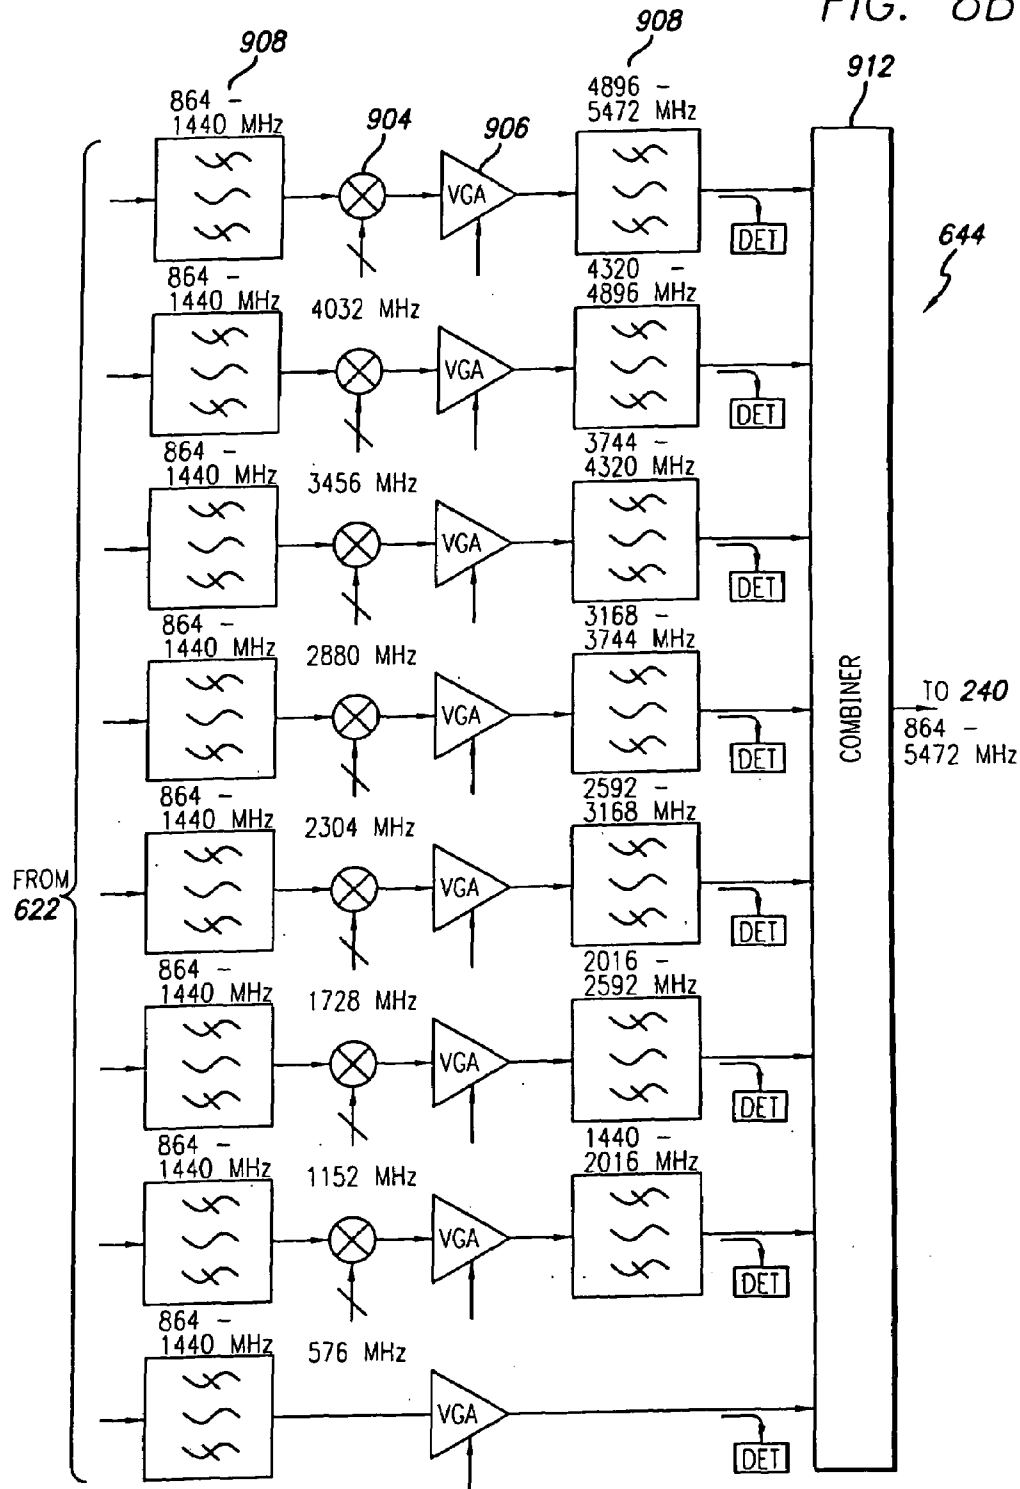 FIG. 8B
908
908
912
864 -
1440 MHz
904
906
4896 -
5472 MHz
VGA
DET
644
4032 MHz
864 -
1440 MHz
4320 -
4896 MHz
VGA
DET
3456 MHz
864 -
1440 MHz
3744 -
4320 MHz
VGA
DET
2880 MHz
864 -
1440 MHz
3168 -
3744 MHz
VGA
DET
COMBINER
TO 240
864 -
5472 MHz
2304 MHz
864 -
1440 MHz
2592 -
3168 MHz
VGA
DET
FROM
622
1728 MHz
864 -
1440 MHz
2016 -
2592 MHz
VGA
DET
1152 MHz
864 -
1440 MHz
1440 -
2016 MHz
VGA
DET
576 MHz
864 -
1440 MHz
VGA
DET